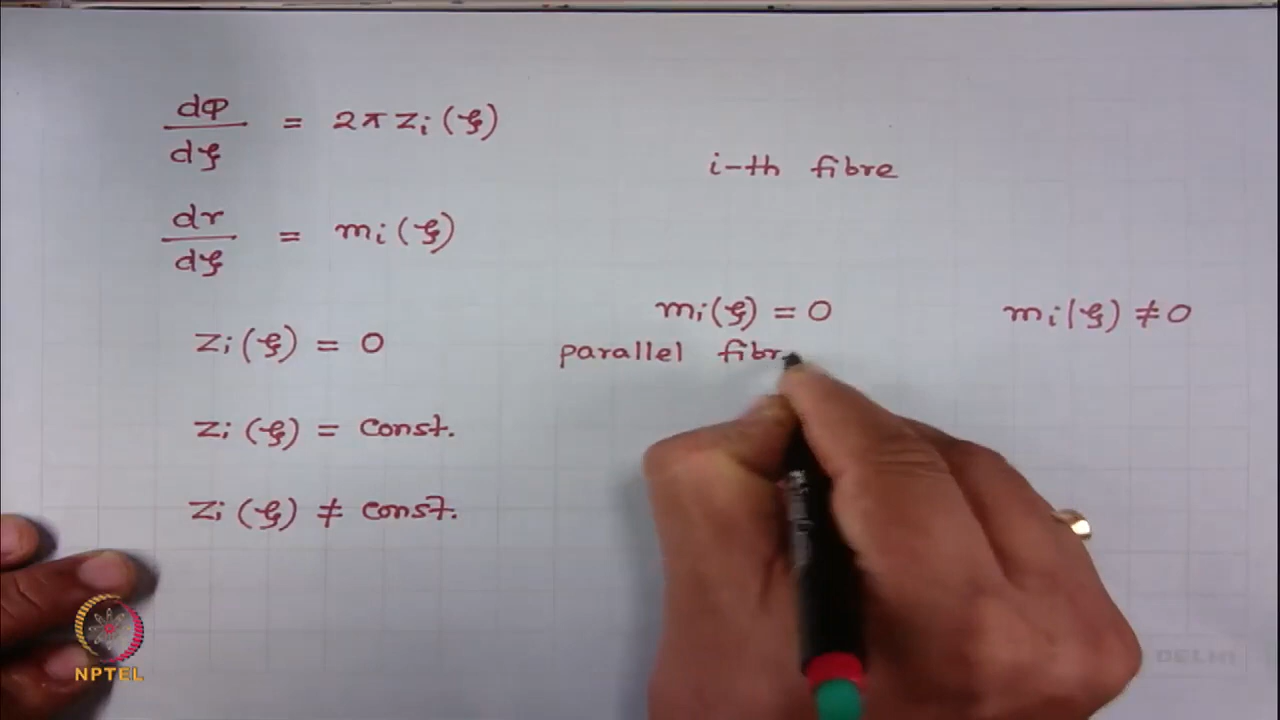 dφ/dξ = 2π zi(ξ)
i-th fibre
dr/dξ = mi(ξ)
mi(ξ) = 0 mi(ξ) ≠ 0
zi(ξ) = 0 parallel fibr
zi(ξ) = const.
zi(ξ) ≠ const.
NPTEL
DELHI